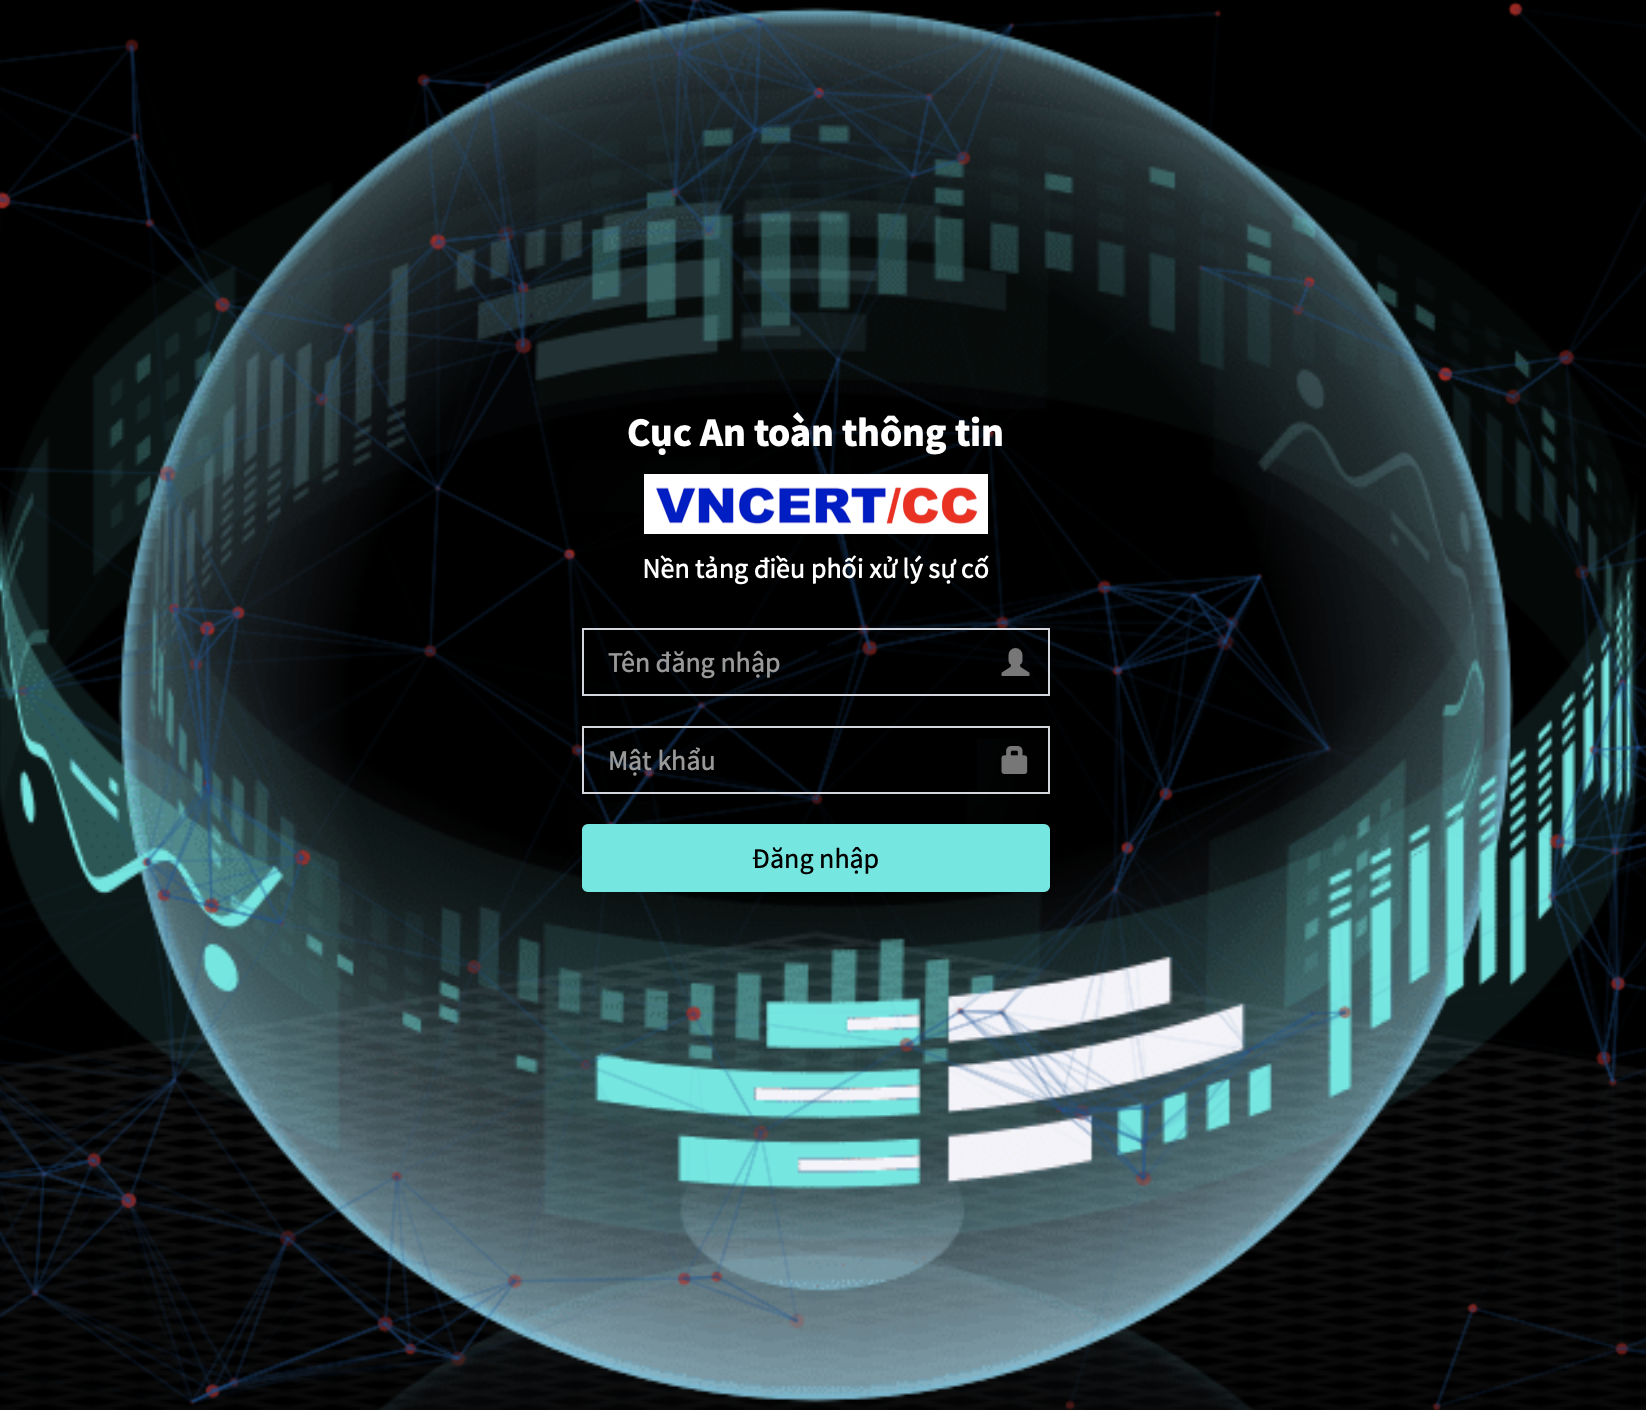 Cục An toàn thông tin
VNCERT/CC
Nền tảng điều phối xử lý sự cố
Tên đăng nhập
Mật khẩu
Đăng nhập